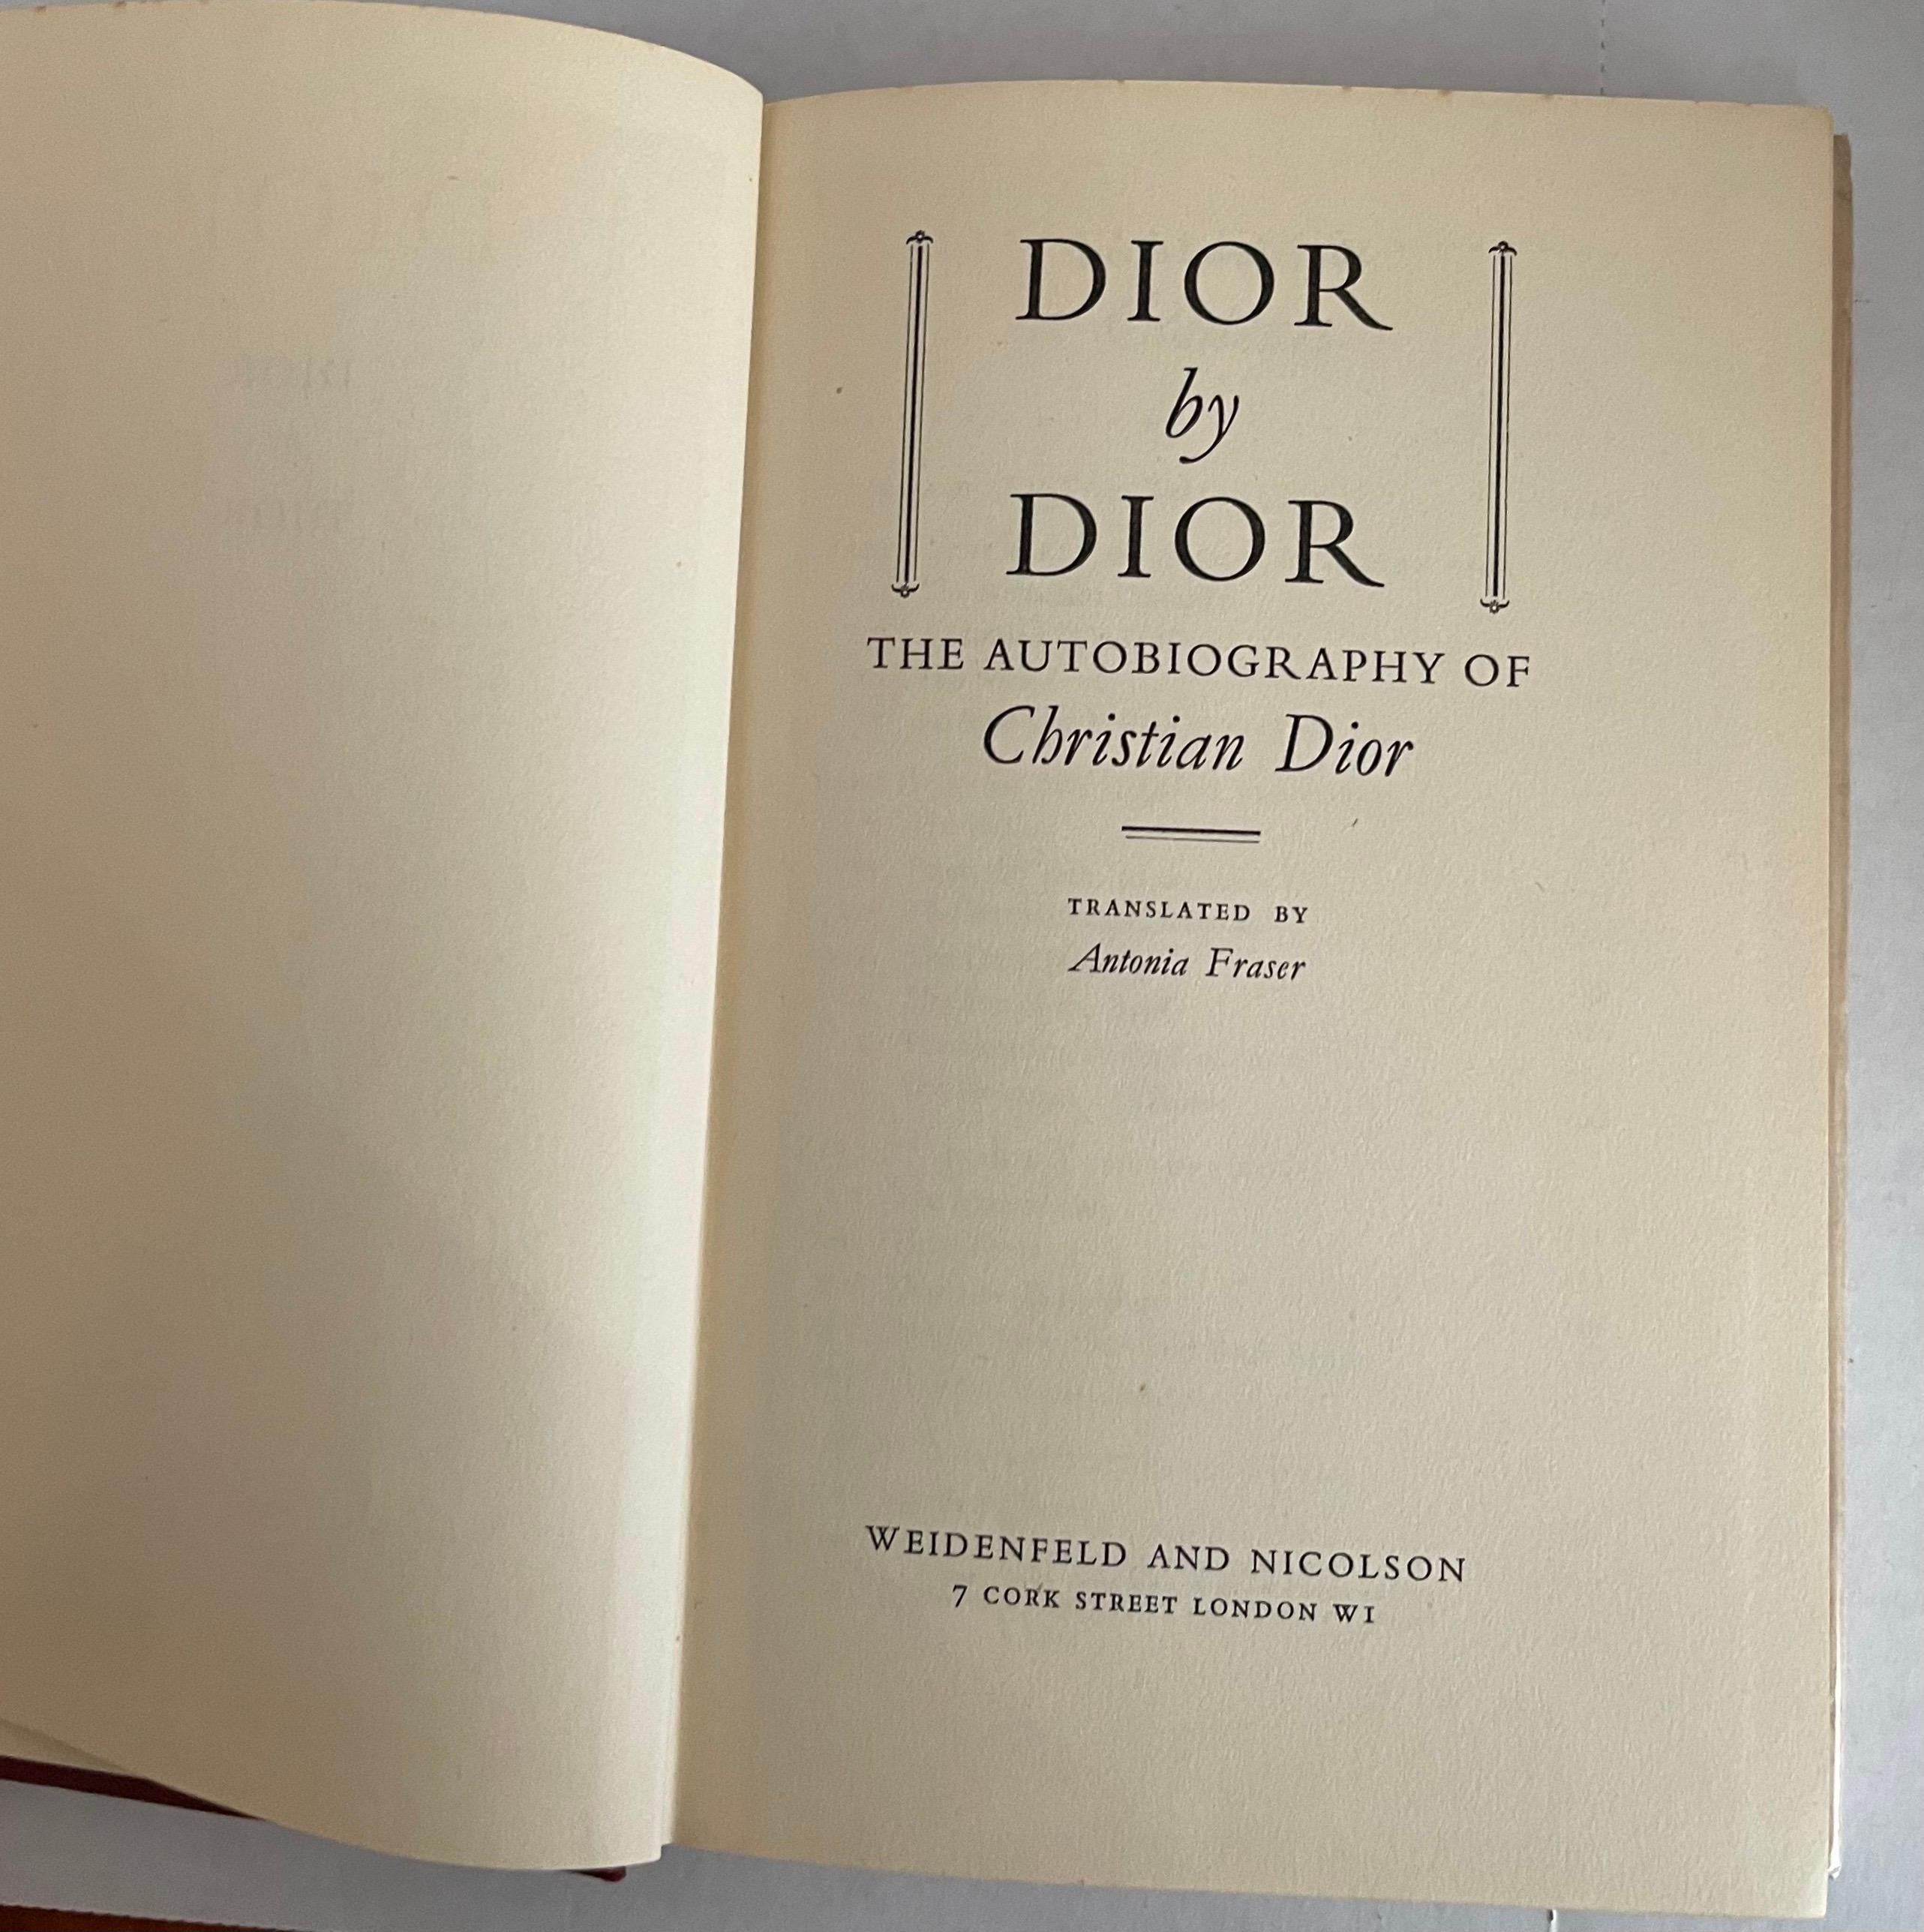 DIOR
by
DIOR
THE AUTOBIOGRAPHY OF
Christian Dior
TRANSLATED BY
Antonia Fraser
WEIDENFELD AND NICOLSON
7 CORK STREET LONDON W1